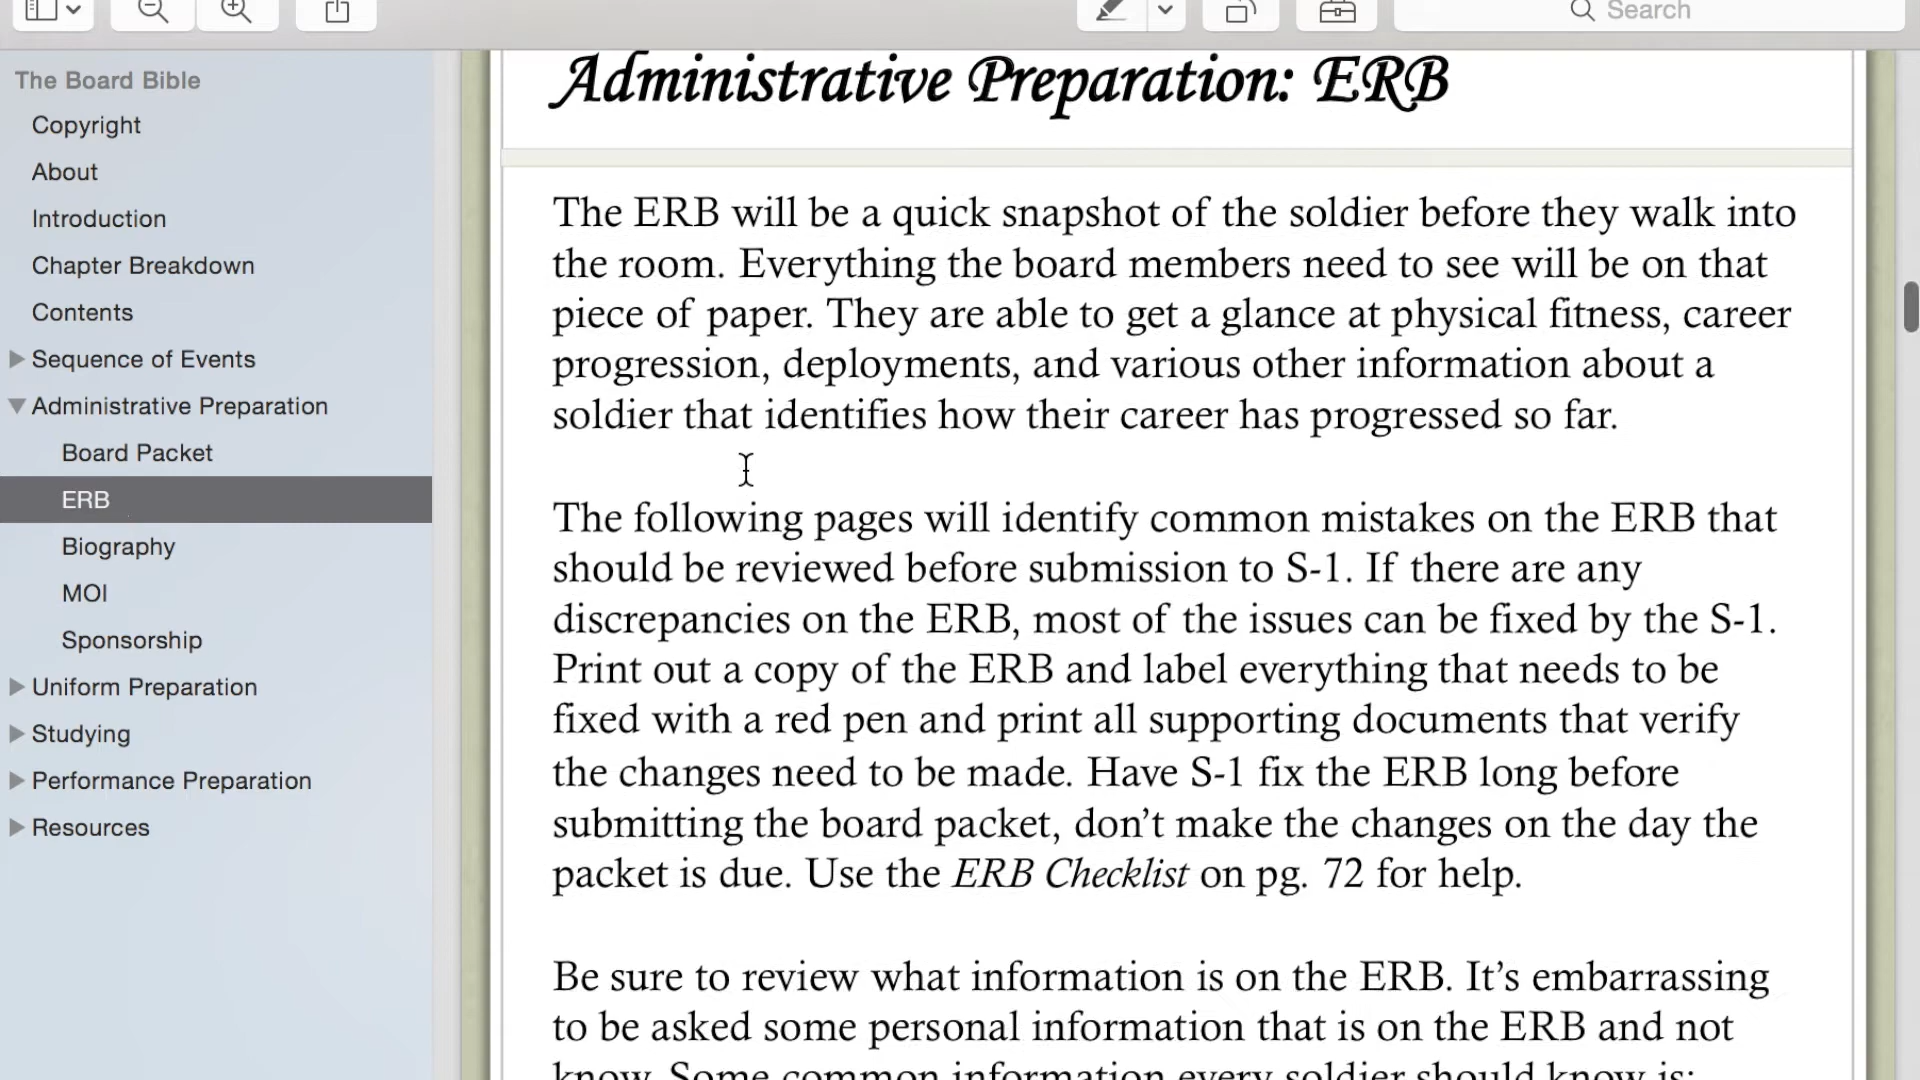 Search
The Board Bible
Copyright
About
Introduction
Chapter Breakdown
Contents
Sequence of Events
Administrative Preparation
Board Packet
ERB
Biography
MOI
Sponsorship
Uniform Preparation
Studying
Performance Preparation
Resources
Administrative Preparation: ERB
The ERB will be a quick snapshot of the soldier before they walk into
the room. Everything the board members need to see will be on that
piece of paper. They are able to get a glance at physical fitness, career
progression, deployments, and various other information about a
soldier that identifies how their career has progressed so far.
The following pages will identify common mistakes on the ERB that
should be reviewed before submission to S-1. If there are any
discrepancies on the ERB, most of the issues can be fixed by the S-1.
Print out a copy of the ERB and label everything that needs to be
fixed with a red pen and print all supporting documents that verify
the changes need to be made. Have S-1 fix the ERB long before
submitting the board packet, don't make the changes on the day the
packet is due. Use the ERB Checklist on pg. 72 for help.
Be sure to review what information is on the ERB. It's embarrassing
to be asked some personal information that is on the ERB and not
know. Some common information every soldier should know is: